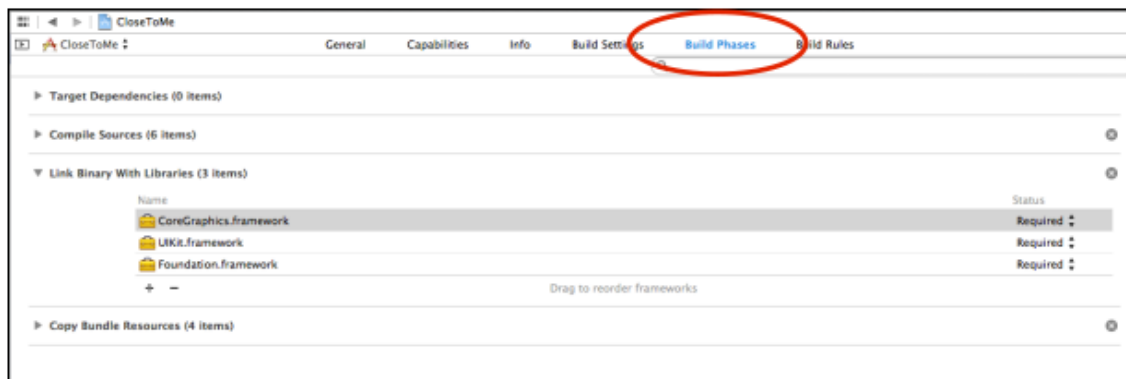 CloseToMe
CloseToMe General Capabilities Info Build Settings Build Phases Build Rules
Target Dependencies (0 items)
Compile Sources (6 items)
Link Binary With Libraries (3 items)
Name Status
CoreGraphics.framework Required
UIKit.framework Required
Foundation.framework Required
+ − Drag to reorder frameworks
Copy Bundle Resources (4 items)